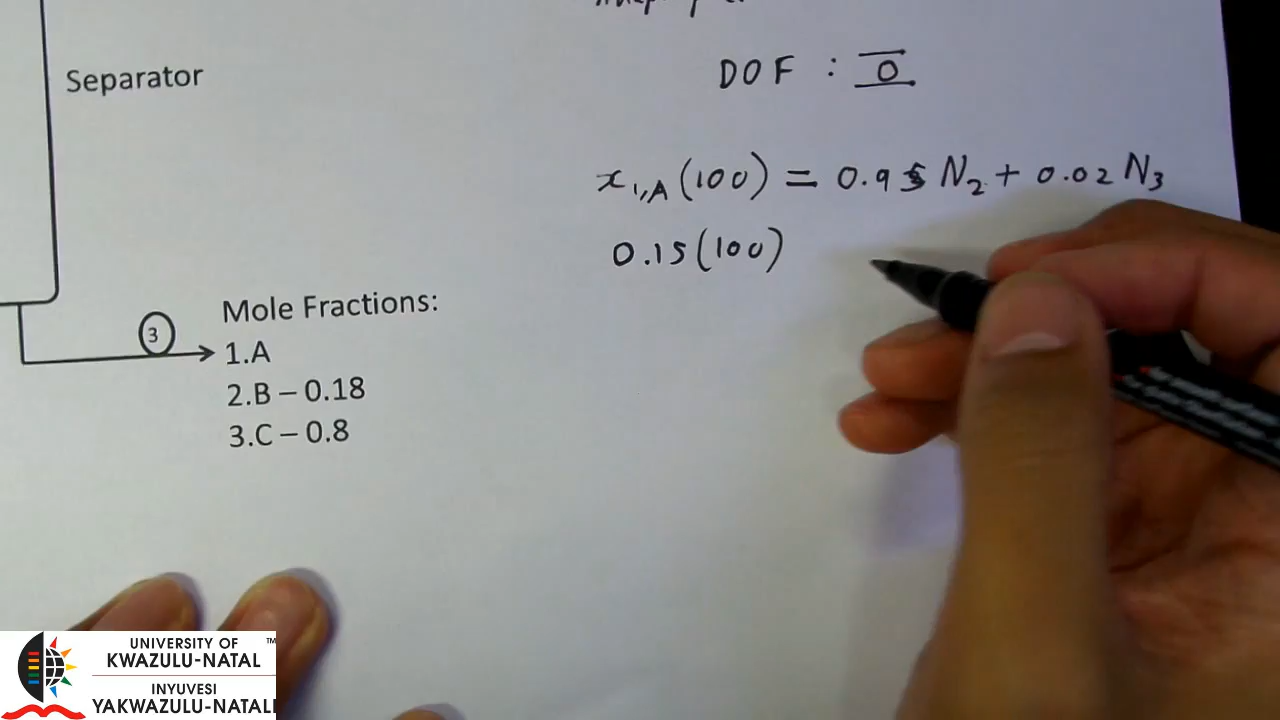 Separator
DOF : 0
x1,A (100) = 0.95 N2 + 0.02 N3
0.15 (100)
3
Mole Fractions:
1.A
2.B – 0.18
3.C – 0.8
UNIVERSITY OF ™
KWAZULU-NATAL
INYUVESI
YAKWAZULU-NATALI